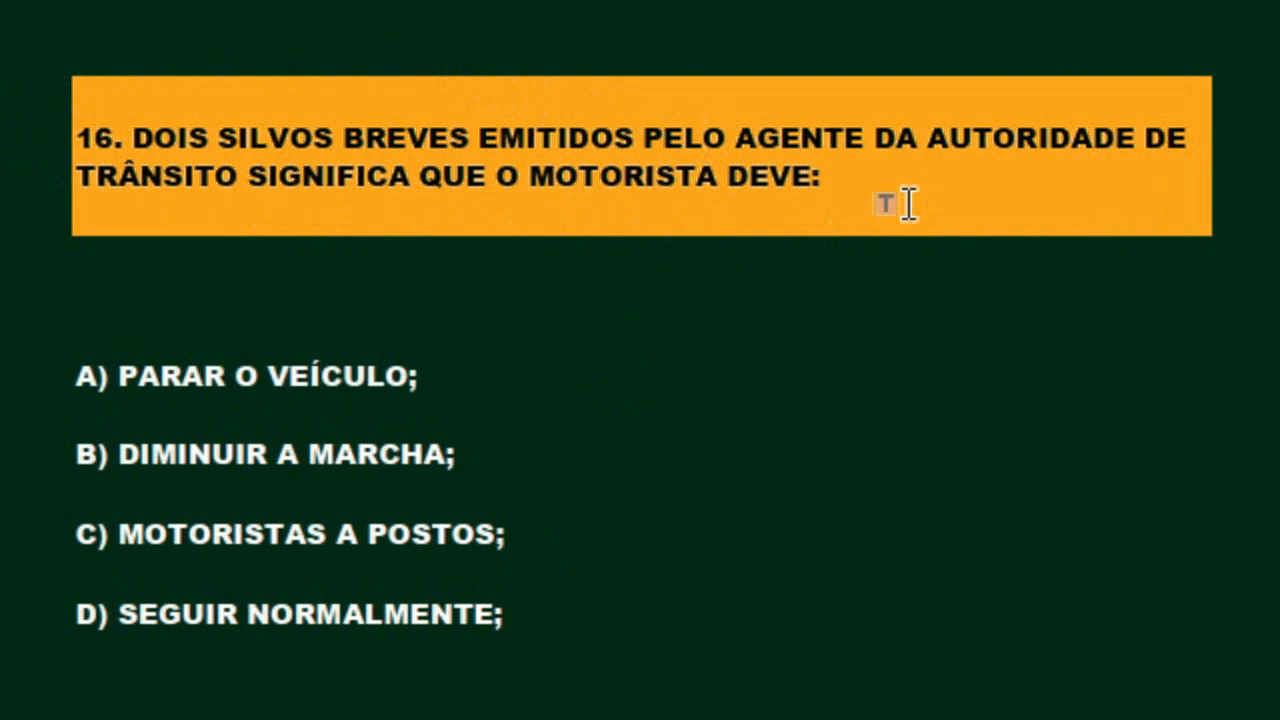 16. DOIS SILVOS BREVES EMITIDOS PELO AGENTE DA AUTORIDADE DE
TRÂNSITO SIGNIFICA QUE O MOTORISTA DEVE:
T
A) PARAR O VEÍCULO;
B) DIMINUIR A MARCHA;
C) MOTORISTAS A POSTOS;
D) SEGUIR NORMALMENTE;